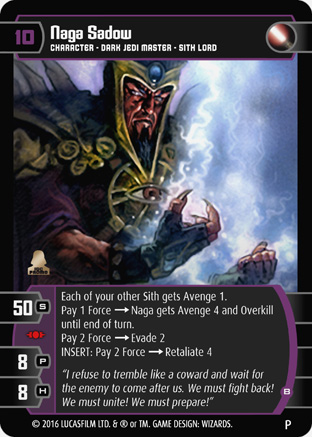 10
Naga Sadow
CHARACTER - DARK JEDI MASTER - SITH LORD
50 S
8 P
8 H
Each of your other Sith gets Avenge 1.
Pay 1 Force → Naga gets Avenge 4 and Overkill
until end of turn.
Pay 2 Force → Evade 2
INSERT: Pay 2 Force → Retaliate 4
"I refuse to tremble like a coward and wait for
the enemy to come after us. We must fight back!
We must unite! We must prepare!"
B
© 2016 LUCASFILM LTD. & ® or TM. GAME DESIGN: WIZARDS.
P